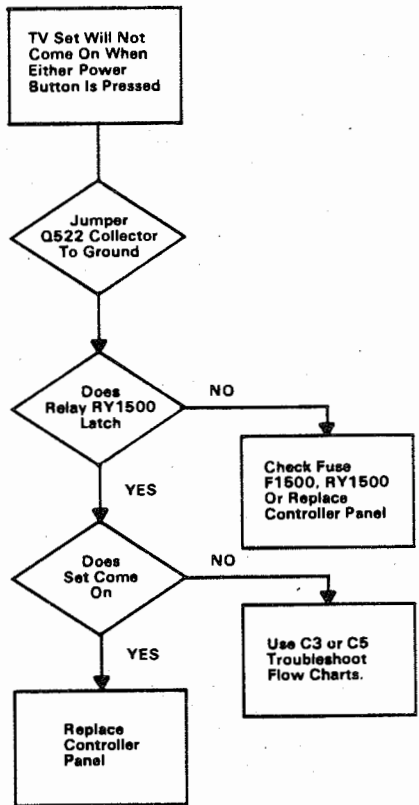 TV Set Will Not
Come On When
Either Power
Button Is Pressed
Jumper
Q522 Collector
To Ground
Does
Relay RY1500
Latch
NO
YES
Check Fuse
F1500, RY1500
Or Replace
Controller Panel
Does
Set Come
On
NO
YES
Use C3 or C5
Troubleshoot
Flow Charts.
Replace
Controller
Panel